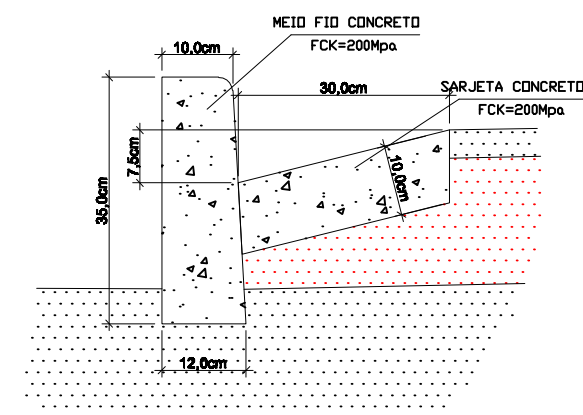 MEIO FIO CONCRETO
FCK=200Mpa
10,0cm
30,0cm
SARJETA CONCRETO
FCK=200Mpa
7,5cm
10,0cm
35,0cm
12,0cm